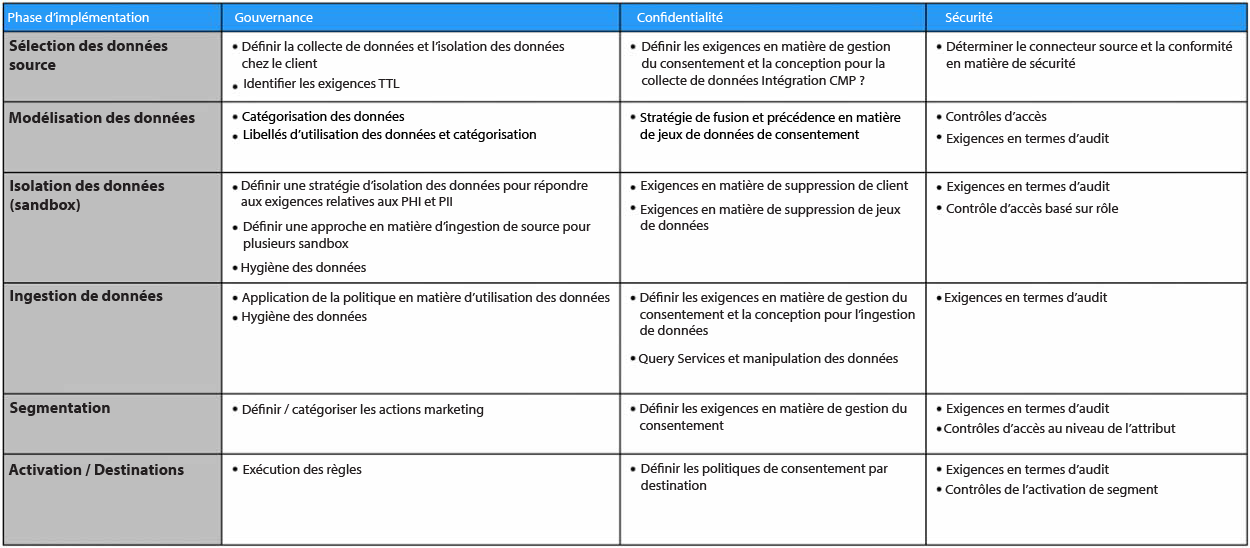 Phase d'implémentation
Gouvernance
Confidentialité
Sécurité
Sélection des données
source
• Définir la collecte de données et l'isolation des données
chez le client
• Identifier les exigences TTL
• Définir les exigences en matière de gestion
du consentement et la conception pour la
collecte de données Intégration CMP ?
• Déterminer le connecteur source et la conformité
en matière de sécurité
Modélisation des données
• Catégorisation des données
• Libellés d'utilisation des données et catégorisation
• Stratégie de fusion et précédence en matière
de jeux de données de consentement
• Contrôles d'accès
• Exigences en termes d'audit
Isolation des données
(sandbox)
• Définir une stratégie d'isolation des données pour répondre
aux exigences relatives aux PHI et PII
• Définir une approche en matière d'ingestion de source pour
plusieurs sandbox
• Hygiène des données
• Exigences en matière de suppression de client
• Exigences en matière de suppression de jeux
de données
• Exigences en termes d'audit
• Contrôle d'accès basé sur rôle
Ingestion de données
• Application de la politique en matière d'utilisation des données
• Hygiène des données
• Définir les exigences en matière de gestion du
consentement et la conception pour l'ingestion
de données
• Query Services et manipulation des données
• Exigences en termes d'audit
Segmentation
• Définir / catégoriser les actions marketing
• Définir les exigences en matière de gestion du
consentement
• Exigences en termes d'audit
• Contrôles d'accès au niveau de l'attribut
Activation / Destinations
• Exécution des règles
• Définir les politiques de consentement par
destination
• Exigences en termes d'audit
• Contrôles de l'activation de segment